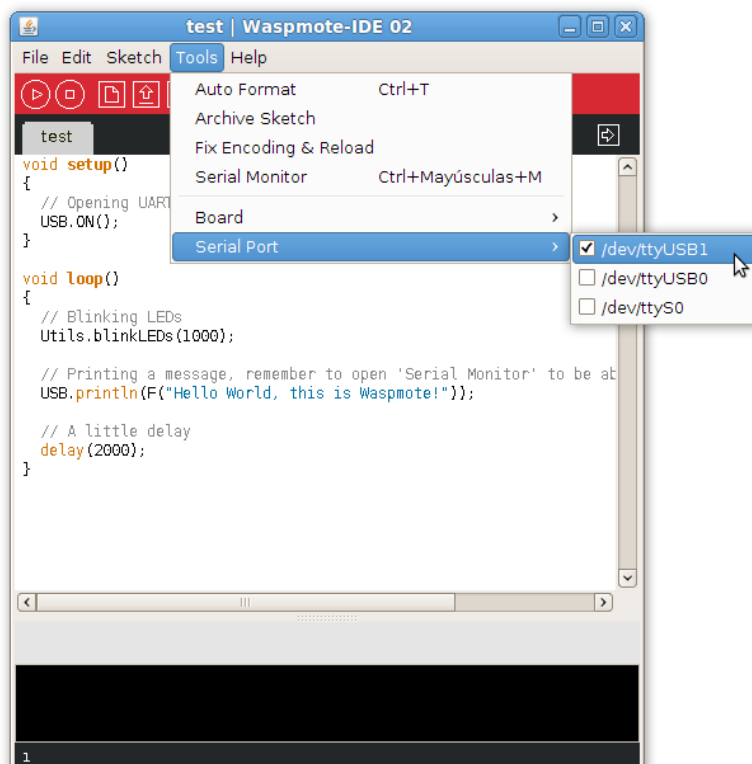 test | Waspmote-IDE 02
File Edit Sketch Tools Help
Auto Format Ctrl+T
Archive Sketch
Fix Encoding & Reload
Serial Monitor Ctrl+Mayúsculas+M
Board
Serial Port
/dev/ttyUSB1
/dev/ttyUSB0
/dev/ttyS0
test
void setup()
{
// Opening UART
USB.ON();
}
void loop()
{
// Blinking LEDs
Utils.blinkLEDs(1000);
// Printing a message, remember to open 'Serial Monitor' to be ab
USB.println(F("Hello World, this is Waspmote!"));
// A little delay
delay(2000);
}
1